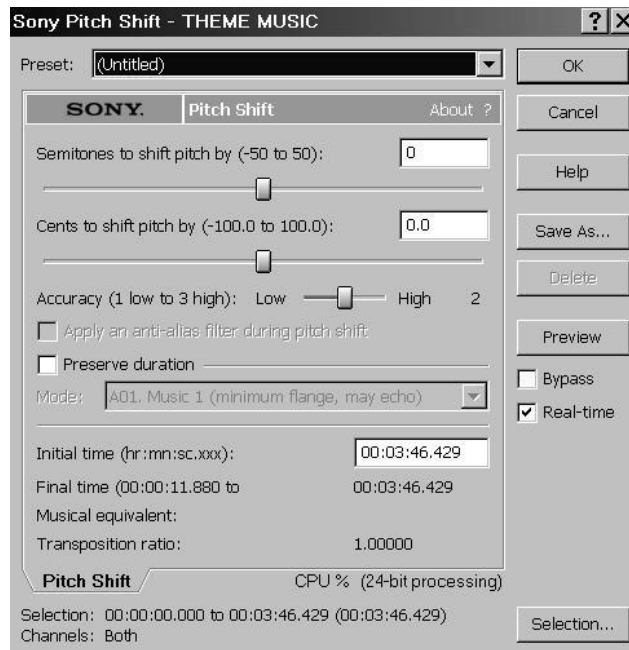 Sony Pitch Shift - THEME MUSIC
? X
Preset: (Untitled)
OK
SONY. Pitch Shift About ?
Cancel
Semitones to shift pitch by (-50 to 50): 0
Help
Cents to shift pitch by (-100.0 to 100.0): 0.0
Save As...
Delete
Accuracy (1 low to 3 high): Low High 2
Apply an anti-alias filter during pitch shift
Preview
Preserve duration
Bypass
Mode: A01. Music 1 (minimum flange, may echo)
Real-time
Initial time (hr:mn:sc.xxx): 00:03:46.429
Final time (00:00:11.880 to 00:03:46.429
Musical equivalent:
Transposition ratio: 1.00000
Pitch Shift CPU % (24-bit processing)
Selection: 00:00:00.000 to 00:03:46.429 (00:03:46.429)
Channels: Both
Selection...